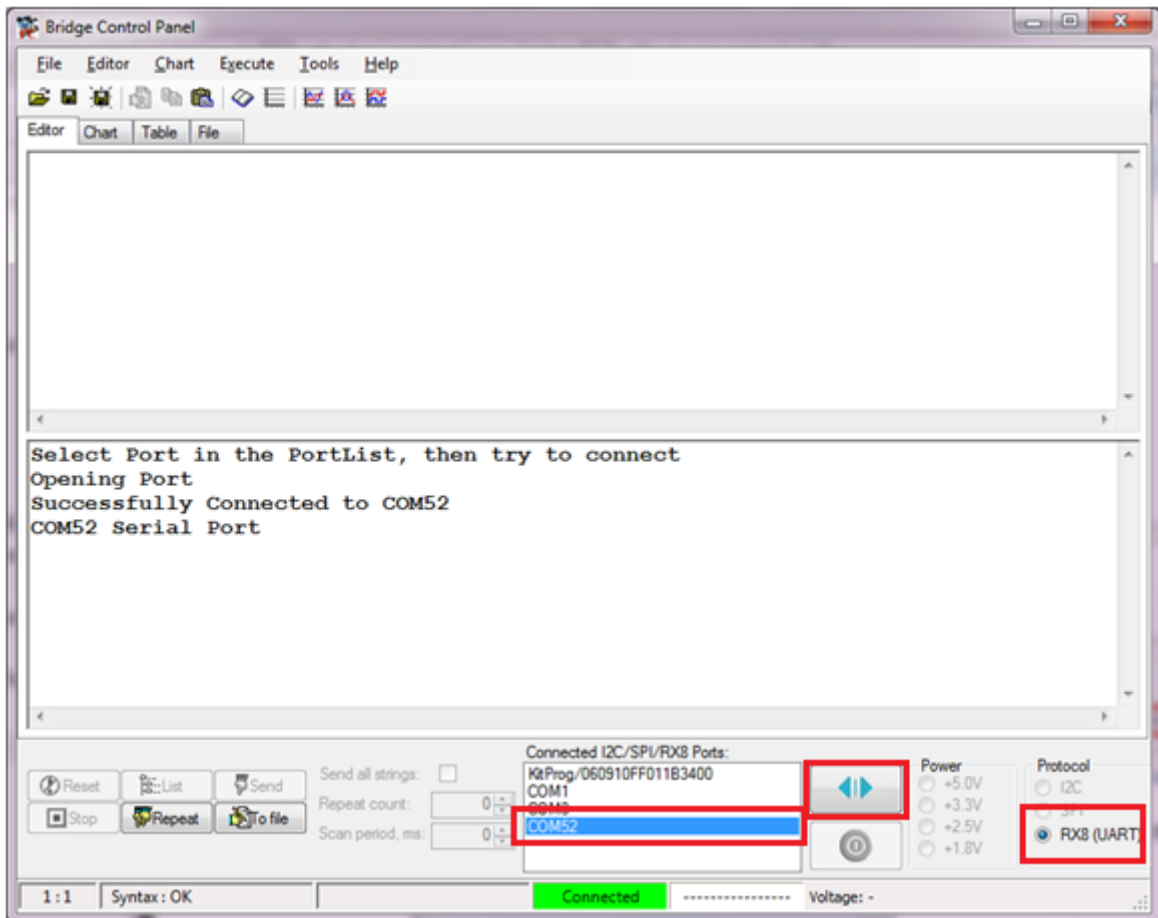 Bridge Control Panel
File Editor Chart Execute Tools Help
Editor Chart Table File
Select Port in the PortList, then try to connect
Opening Port
Successfully Connected to COM52
COM52 Serial Port
Connected I2C/SPI/RX8 Ports:
Reset List Send
Stop Repeat To file
Send all strings:
Repeat count: 0
Scan period, ms: 0
KitProg/060910FF011B3400
COM1
COM3
COM52
Power
+5.0V
+3.3V
+2.5V
+1.8V
Protocol
I2C
SPI
RX8 (UART)
1:1 Syntax : OK Connected ---------------- Voltage: -